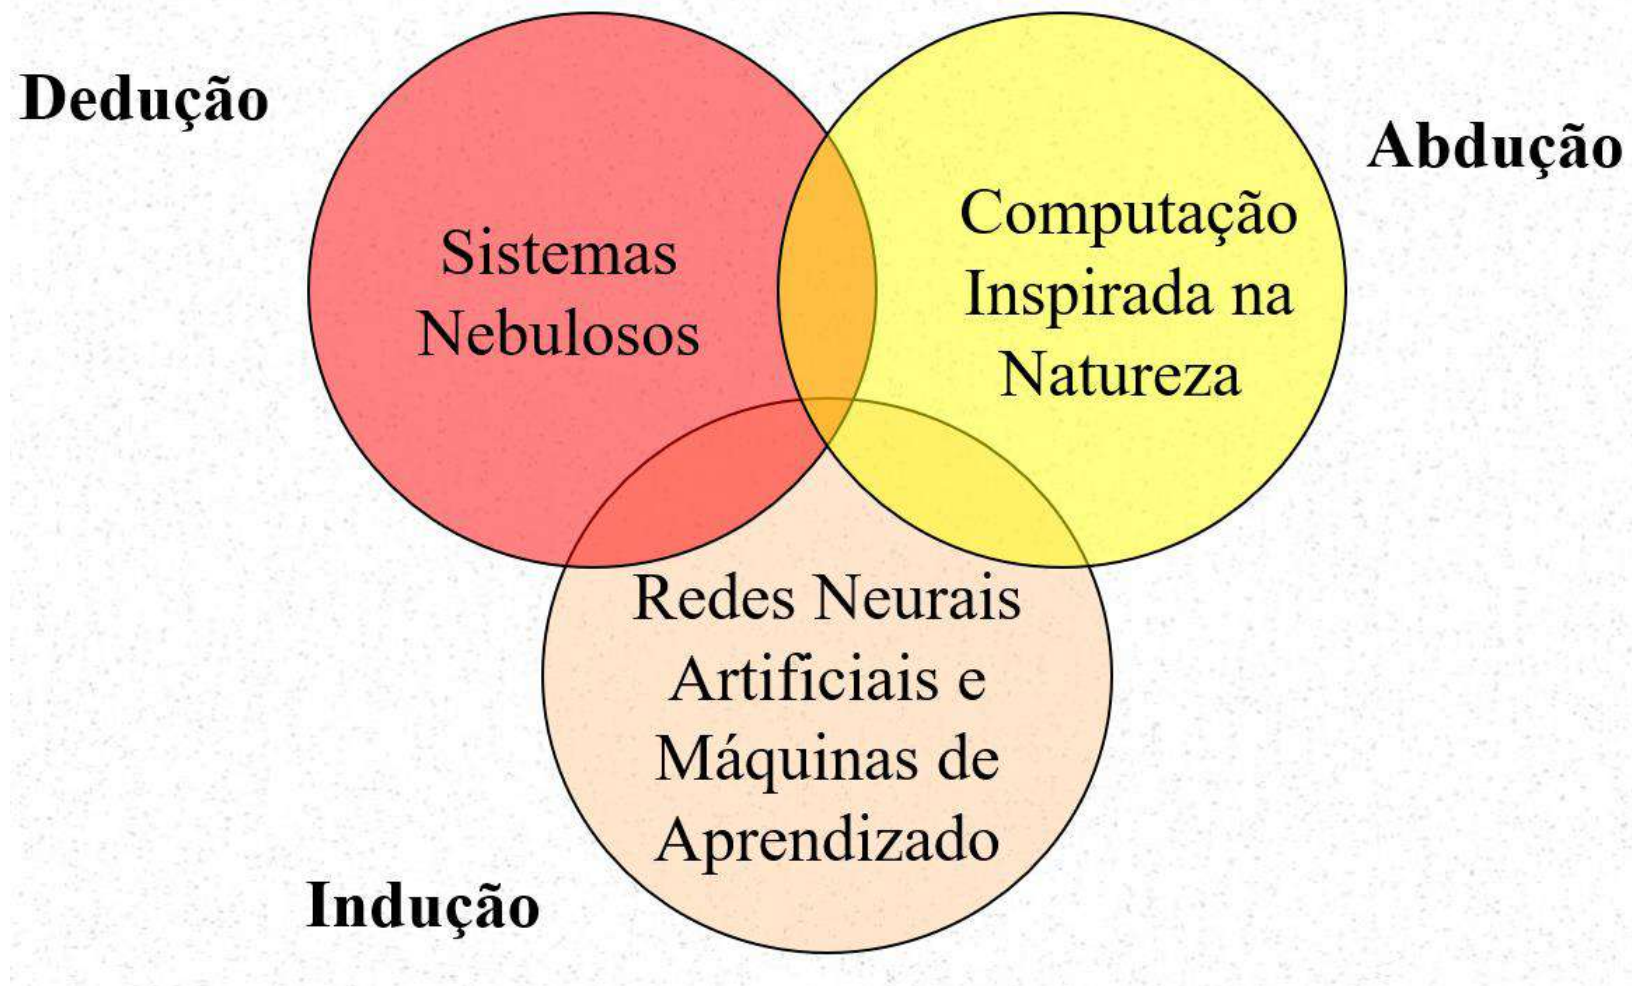 Dedução
Abdução
Sistemas
Nebulosos
Computação
Inspirada na
Natureza
Redes Neurais
Artificiais e
Máquinas de
Aprendizado
Indução